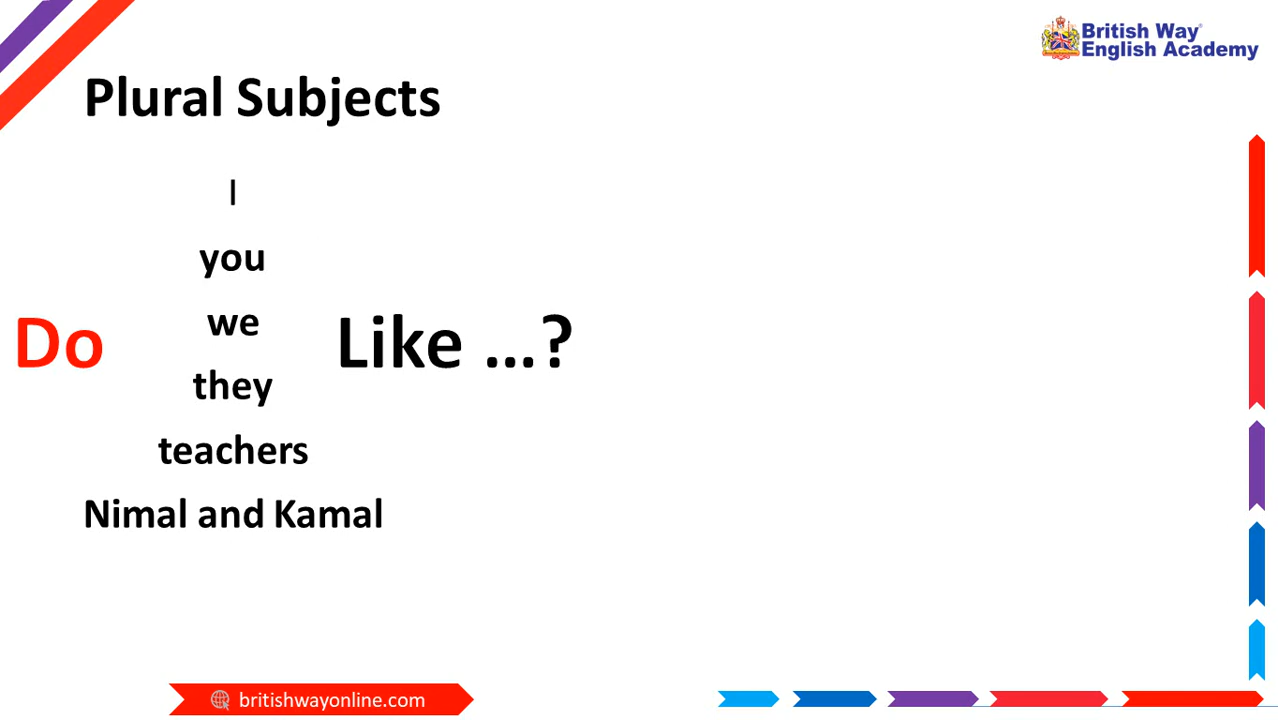 British Way
English Academy
Plural Subjects
I
you
we
Do
Like ...?
they
teachers
Nimal and Kamal
britishwayonline.com